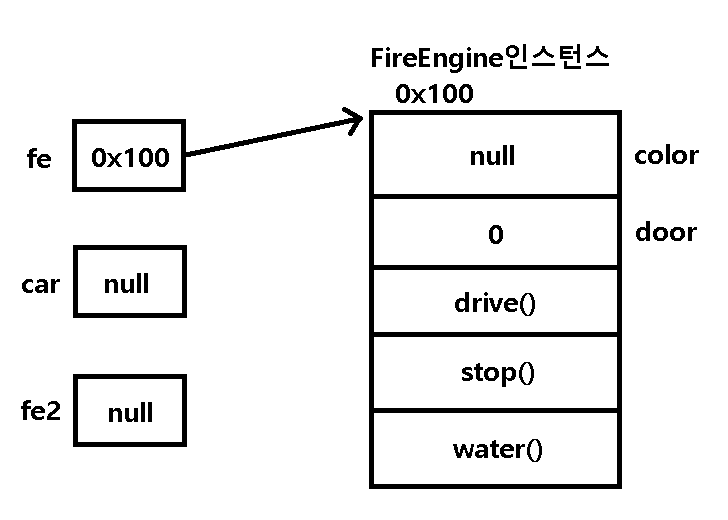 FireEngine인스턴스
0x100
fe
0x100
car
null
fe2
null
null
color
0
door
drive()
stop()
water()